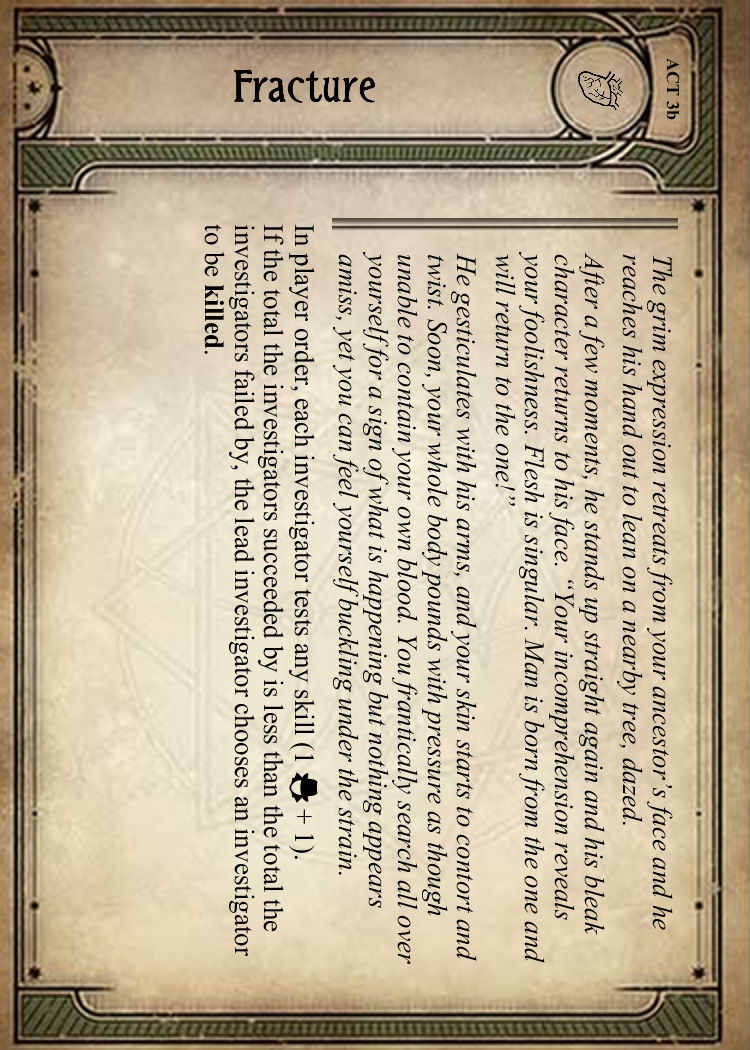 ACT 3b
Fracture
The grim expression retreats from your ancestor's face and he
reaches his hand out to lean on a nearby tree, dazed.
After a few moments, he stands up straight again and his bleak
character returns to his face. “Your incomprehension reveals
your foolishness. Flesh is singular. Man is born from the one and
will return to the one!”
He gesticulates with his arms, and your skin starts to contort and
twist. Soon, your whole body pounds with pressure as though
unable to contain your own blood. You frantically search all over
yourself for a sign of what is happening but nothing appears
amiss, yet you can feel yourself buckling under the strain.
In player order, each investigator tests any skill (1 + 1).
If the total the investigators succeeded by is less than the total the
investigators failed by, the lead investigator chooses an investigator
to be killed.